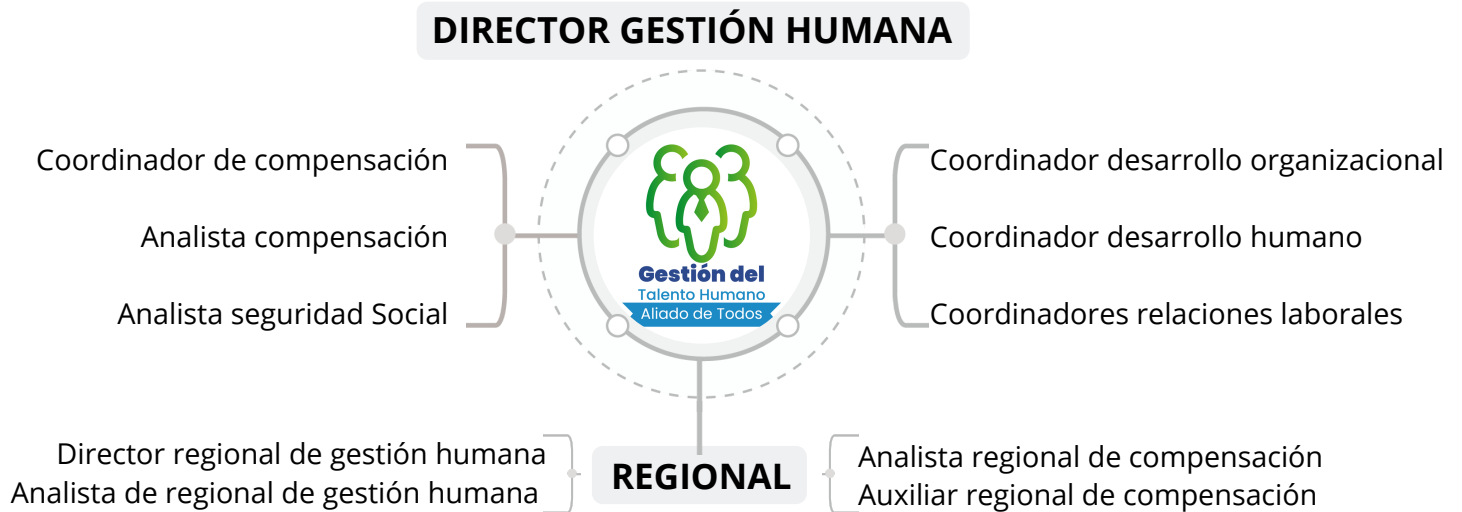 DIRECTOR GESTIÓN HUMANA
Coordinador de compensación
Analista compensación
Analista seguridad Social
Gestión del
Talento Humano
Aliado de Todos
Coordinador desarrollo organizacional
Coordinador desarrollo humano
Coordinadores relaciones laborales
Director regional de gestión humana
Analista de regional de gestión humana
REGIONAL
Analista regional de compensación
Auxiliar regional de compensación